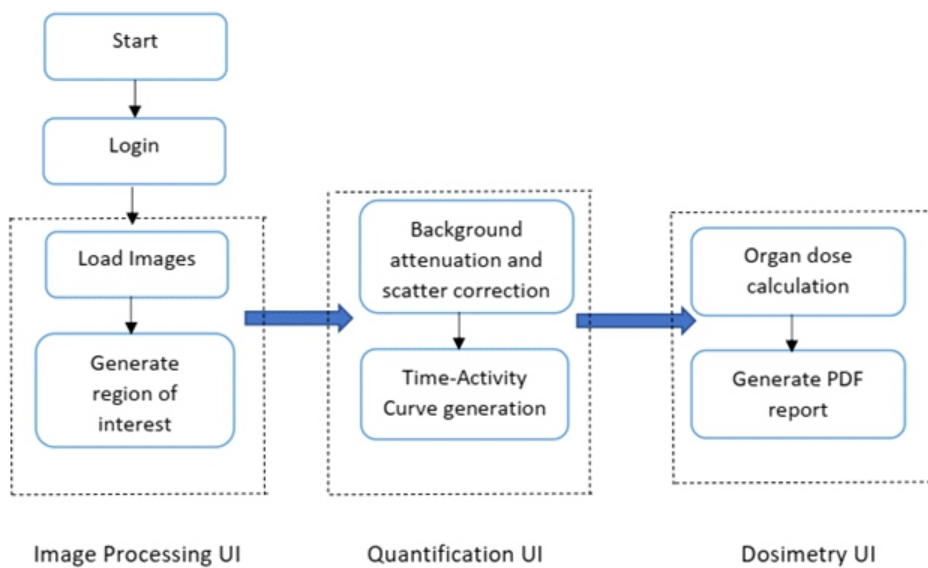 Start
Login
Load Images
Generate
region of
interest
Background
attenuation and
scatter correction
Time-Activity
Curve generation
Organ dose
calculation
Generate PDF
report
Image Processing UI
Quantification UI
Dosimetry UI